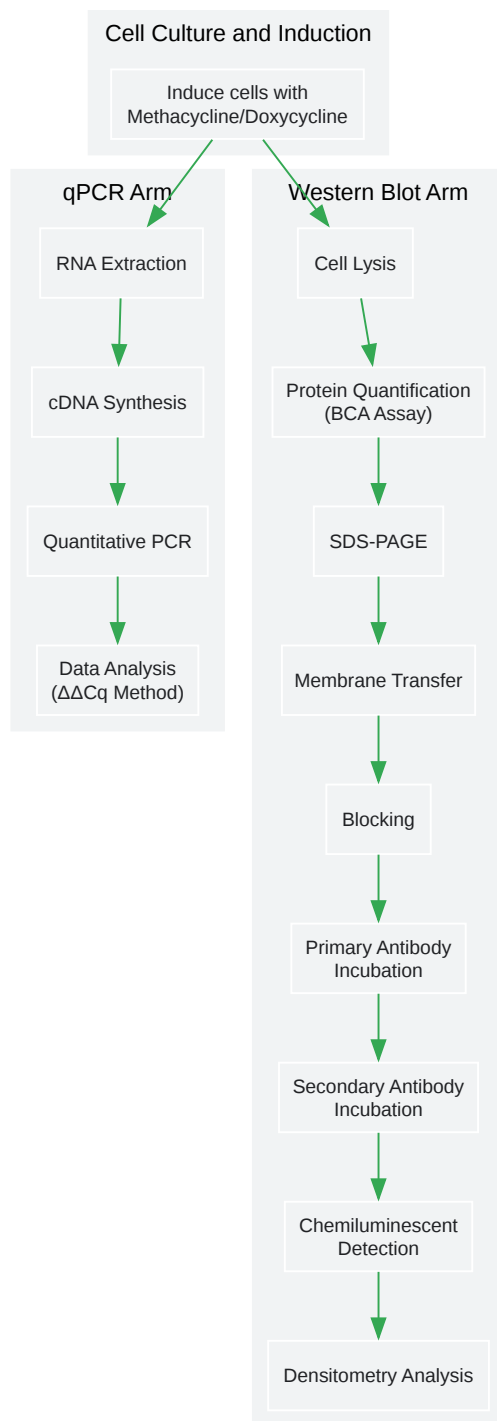 Cell Culture and Induction
Induce cells with
Methacycline/Doxycycline
qPCR Arm
RNA Extraction
cDNA Synthesis
Quantitative PCR
Data Analysis
(ΔΔCq Method)
Western Blot Arm
Cell Lysis
Protein Quantification
(BCA Assay)
SDS-PAGE
Membrane Transfer
Blocking
Primary Antibody
Incubation
Secondary Antibody
Incubation
Chemiluminescent
Detection
Densitometry Analysis